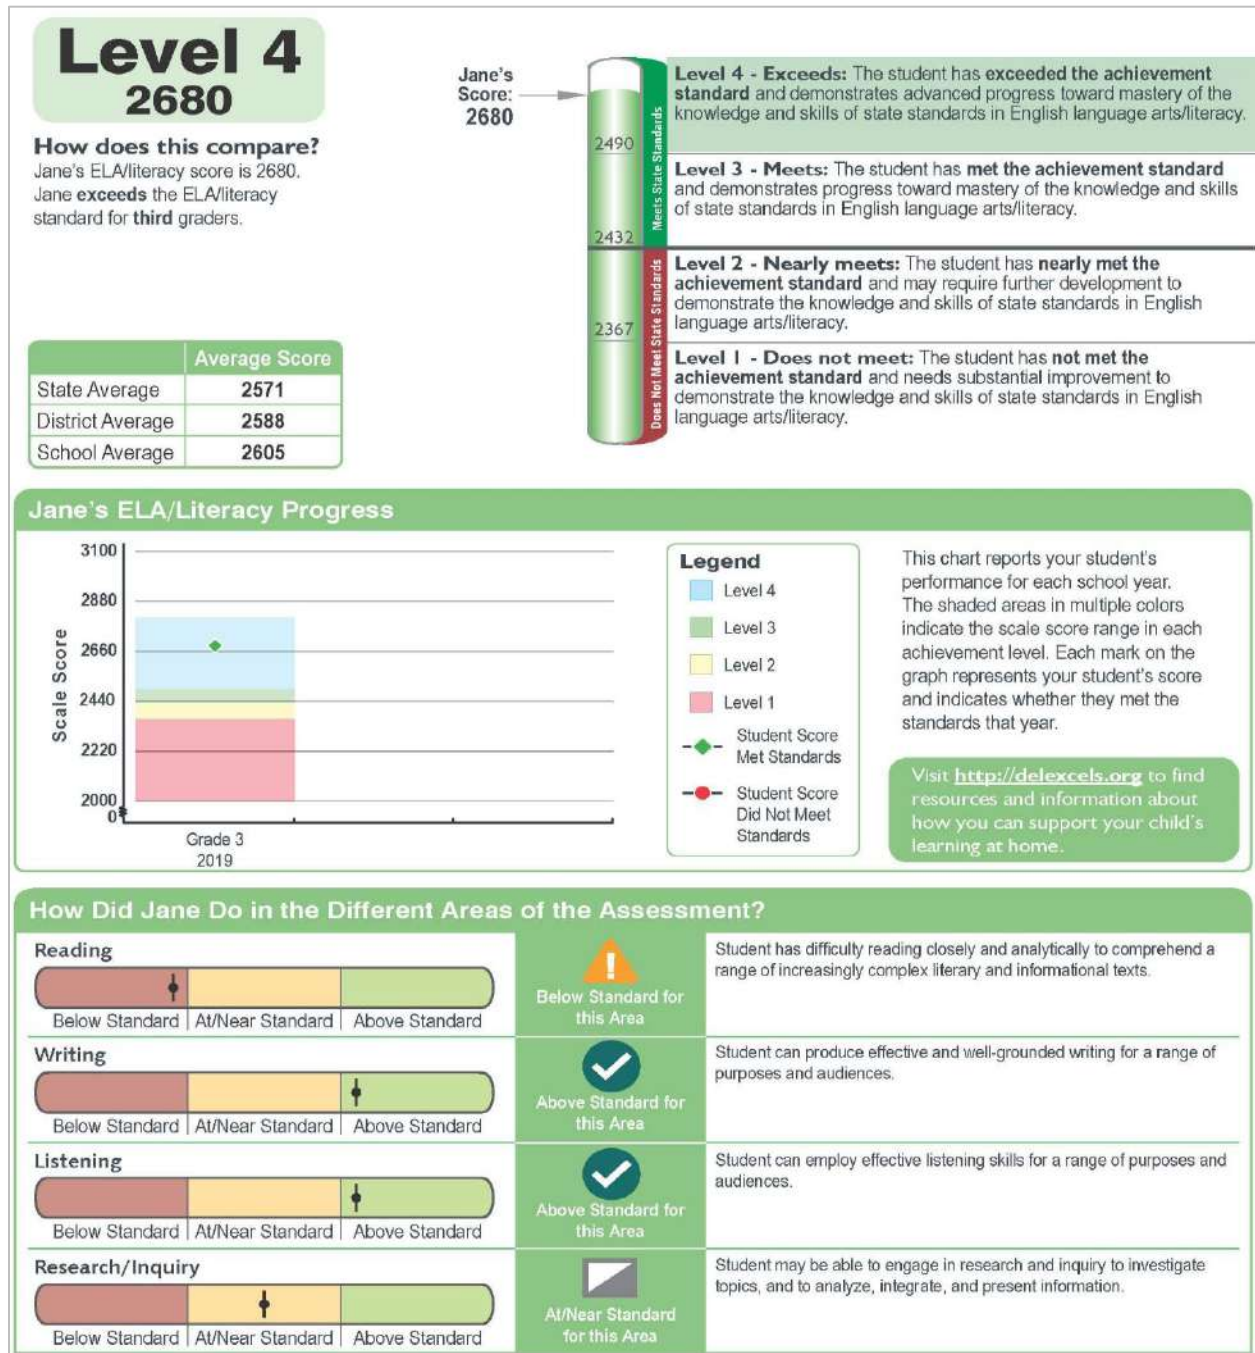 Level 4
2680
How does this compare?
Jane's ELA/literacy score is 2680.
Jane exceeds the ELA/literacy
standard for third graders.
Average Score
State Average 2571
District Average 2588
School Average 2605
Jane's
Score:
2680
2490
2432
2367
Meets State Standards
Does Not Meet State Standards
Level 4 - Exceeds: The student has exceeded the achievement
standard and demonstrates advanced progress toward mastery of the
knowledge and skills of state standards in English language arts/literacy.
Level 3 - Meets: The student has met the achievement standard
and demonstrates progress toward mastery of the knowledge and skills
of state standards in English language arts/literacy.
Level 2 - Nearly meets: The student has nearly met the
achievement standard and may require further development to
demonstrate the knowledge and skills of state standards in English
language arts/literacy.
Level 1 - Does not meet: The student has not met the
achievement standard and needs substantial improvement to
demonstrate the knowledge and skills of state standards in English
language arts/literacy.
Jane's ELA/Literacy Progress
Scale Score
3100
2880
2660
2440
2220
2000
0
Grade 3
2019
Legend
Level 4
Level 3
Level 2
Level 1
Student Score
Met Standards
Student Score
Did Not Meet
Standards
This chart reports your student's
performance for each school year.
The shaded areas in multiple colors
indicate the scale score range in each
achievement level. Each mark on the
graph represents your student's score
and indicates whether they met the
standards that year.
Visit http://delexcels.org to find
resources and information about
how you can support your child's
learning at home.
How Did Jane Do in the Different Areas of the Assessment?
Reading
Below Standard At/Near Standard Above Standard
Below Standard for
this Area
Student has difficulty reading closely and analytically to comprehend a
range of increasingly complex literary and informational texts.
Writing
Below Standard At/Near Standard Above Standard
Above Standard for
this Area
Student can produce effective and well-grounded writing for a range of
purposes and audiences.
Listening
Below Standard At/Near Standard Above Standard
Above Standard for
this Area
Student can employ effective listening skills for a range of purposes and
audiences.
Research/Inquiry
Below Standard At/Near Standard Above Standard
At/Near Standard
for this Area
Student may be able to engage in research and inquiry to investigate
topics, and to analyze, integrate, and present information.